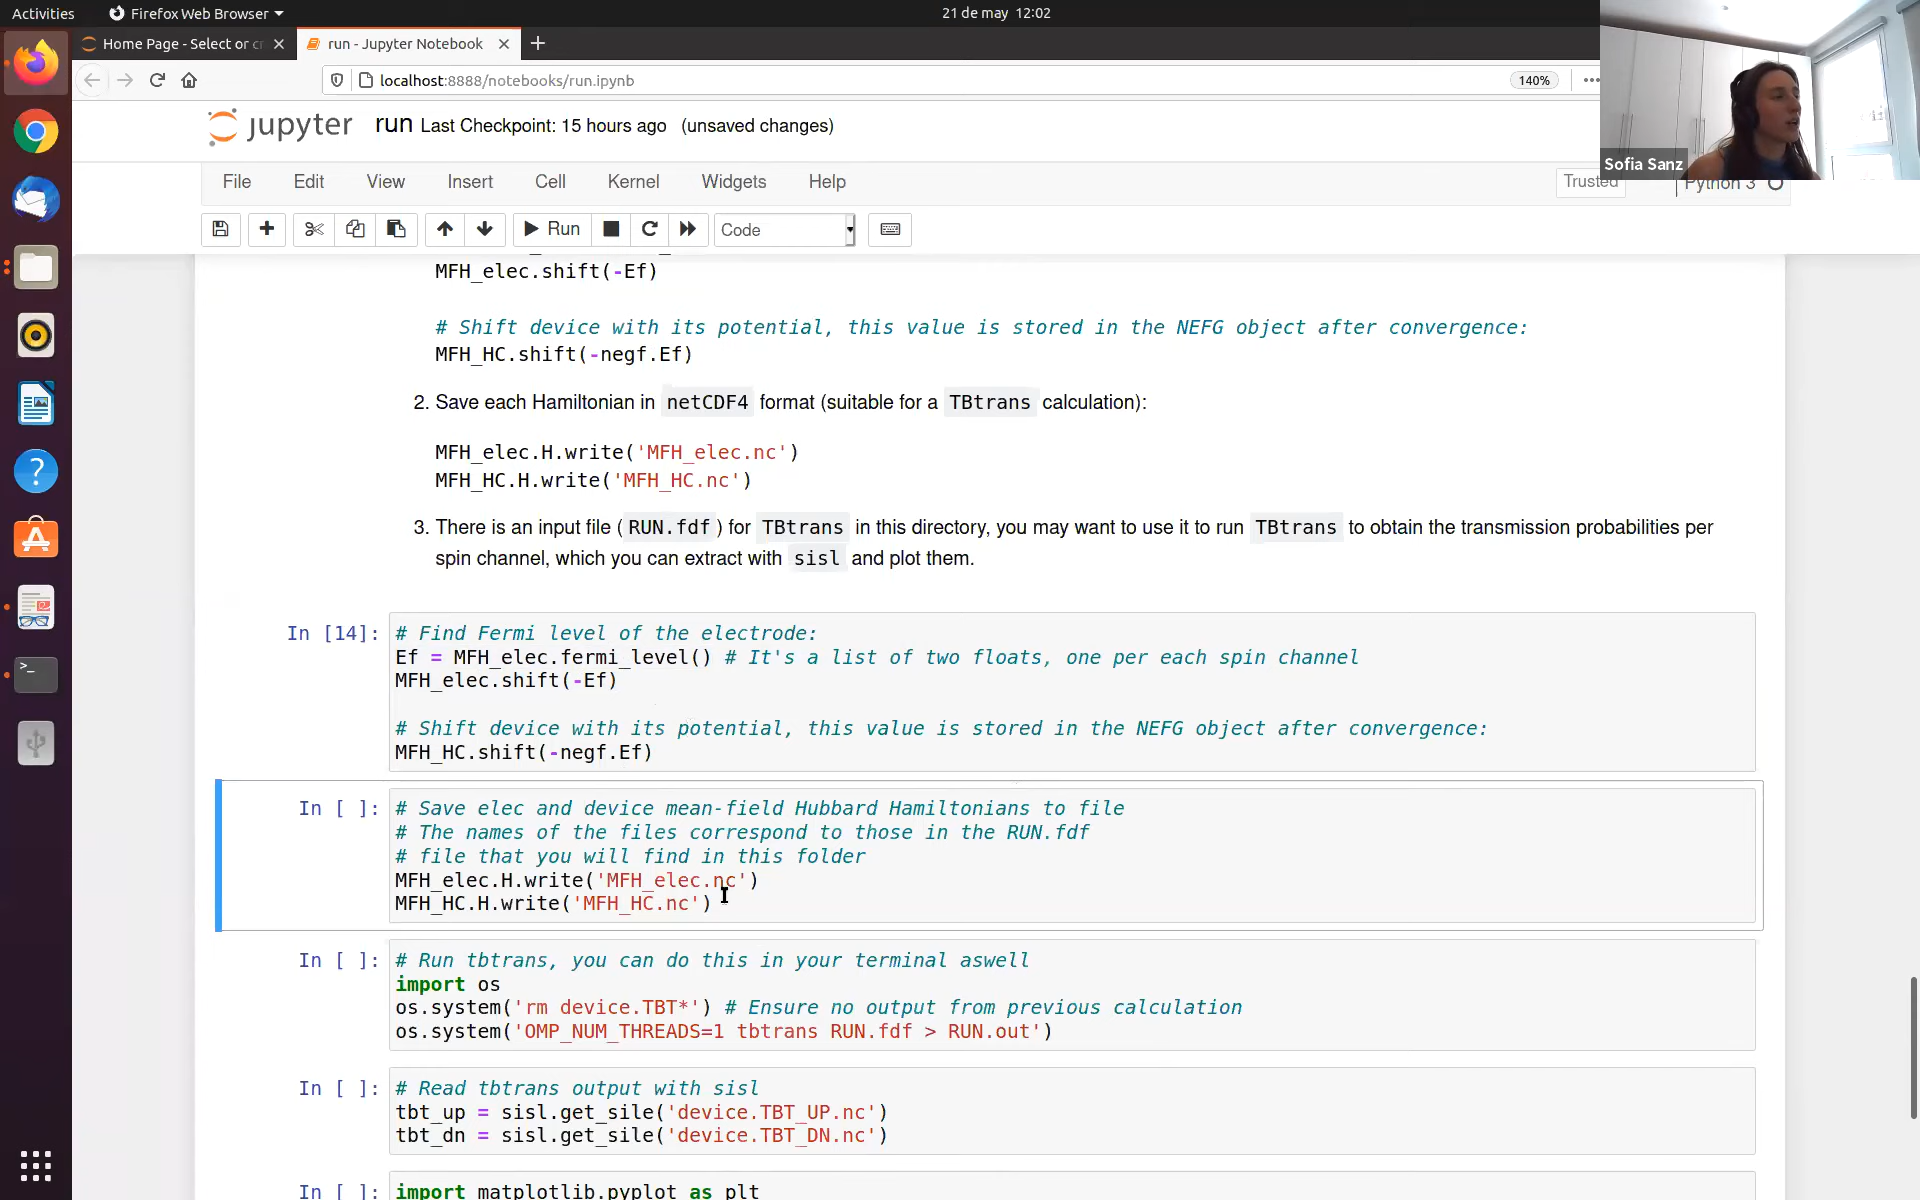 Activities
Firefox Web Browser
21 de may 12:02
Home Page - Select or c
run - Jupyter Notebook
localhost:8888/notebooks/run.ipynb
140%
jupyter run Last Checkpoint: 15 hours ago (unsaved changes)
Sofia Sanz
File Edit View Insert Cell Kernel Widgets Help
Trusted
Python 3
Run
Code
MFH_elec.shift(-Ef)
# Shift device with its potential, this value is stored in the NEFG object after convergence:
MFH_HC.shift(-negf.Ef)
2. Save each Hamiltonian in netCDF4 format (suitable for a TBtrans calculation):
MFH_elec.H.write('MFH_elec.nc')
MFH_HC.H.write('MFH_HC.nc')
3. There is an input file ( RUN.fdf ) for TBtrans in this directory, you may want to use it to run TBtrans to obtain the transmission probabilities per
spin channel, which you can extract with sisl and plot them.
In [14]: # Find Fermi level of the electrode:
Ef = MFH_elec.fermi_level() # It's a list of two floats, one per each spin channel
MFH_elec.shift(-Ef)
# Shift device with its potential, this value is stored in the NEFG object after convergence:
MFH_HC.shift(-negf.Ef)
In [ ]: # Save elec and device mean-field Hubbard Hamiltonians to file
# The names of the files correspond to those in the RUN.fdf
# file that you will find in this folder
MFH_elec.H.write('MFH_elec.nc')
MFH_HC.H.write('MFH_HC.nc')
In [ ]: # Run tbtrans, you can do this in your terminal aswell
import os
os.system('rm device.TBT*') # Ensure no output from previous calculation
os.system('OMP_NUM_THREADS=1 tbtrans RUN.fdf > RUN.out')
In [ ]: # Read tbtrans output with sisl
tbt_up = sisl.get_sile('device.TBT_UP.nc')
tbt_dn = sisl.get_sile('device.TBT_DN.nc')
In [ ]: import matplotlib.pyplot as plt